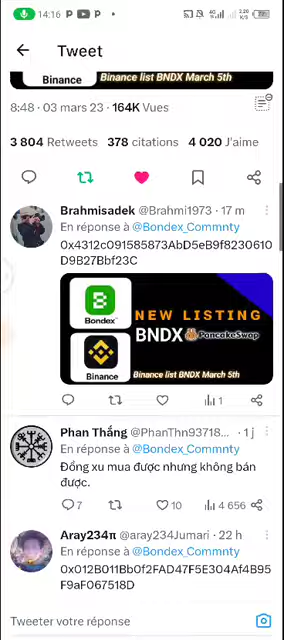 14:16
Tweet
Binance
Binance list BNDX March 5th
8:48 · 03 mars 23 · 164K Vues
3 804 Retweets 378 citations 4 020 J'aime
Brahmisadek @Brahmi1973 · 17 m
En réponse à @Bondex_Commnty
0x4312c091585873AbD5eB9f8230610
D9B27Bbf23C
Bondex
NEW LISTING
BNDX PancakeSwap
Binance
Binance list BNDX March 5th
1
Phan Thắng @PhanThn93718... · 1 j
En réponse à @Bondex_Commnty
Đồng xu mua được nhưng không bán
được.
7 10 4 656
Aray234π @aray234Jumari · 22 h
En réponse à @Bondex_Commnty
0x012B011Bb0f2FAD47F5E304Af4B95
F9aF067518D
Tweeter votre réponse